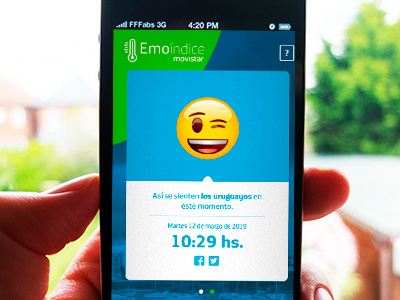 FFFabs 3G 4:20 PM
Emoíndice
movistar
?
Así se sienten los uruguayos en
este momento.
Martes 12 de marzo de 2019
10:29 hs.